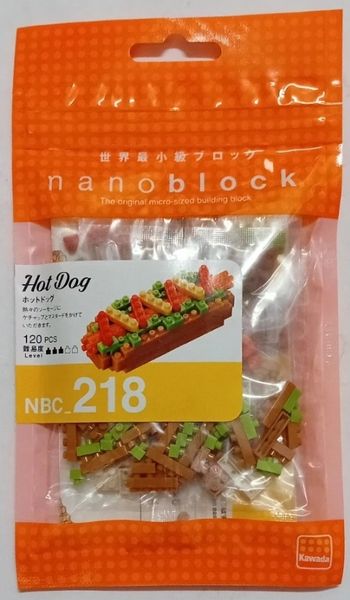 世界最小級ブロック
nanoblock
The original micro-sized building block
Hot Dog
ホットドッグ
熱々のソーセージに
ケチャップとマスタードをかけて
いただきます。
120 PCS
難易度
Level
NBC_218
Kawada